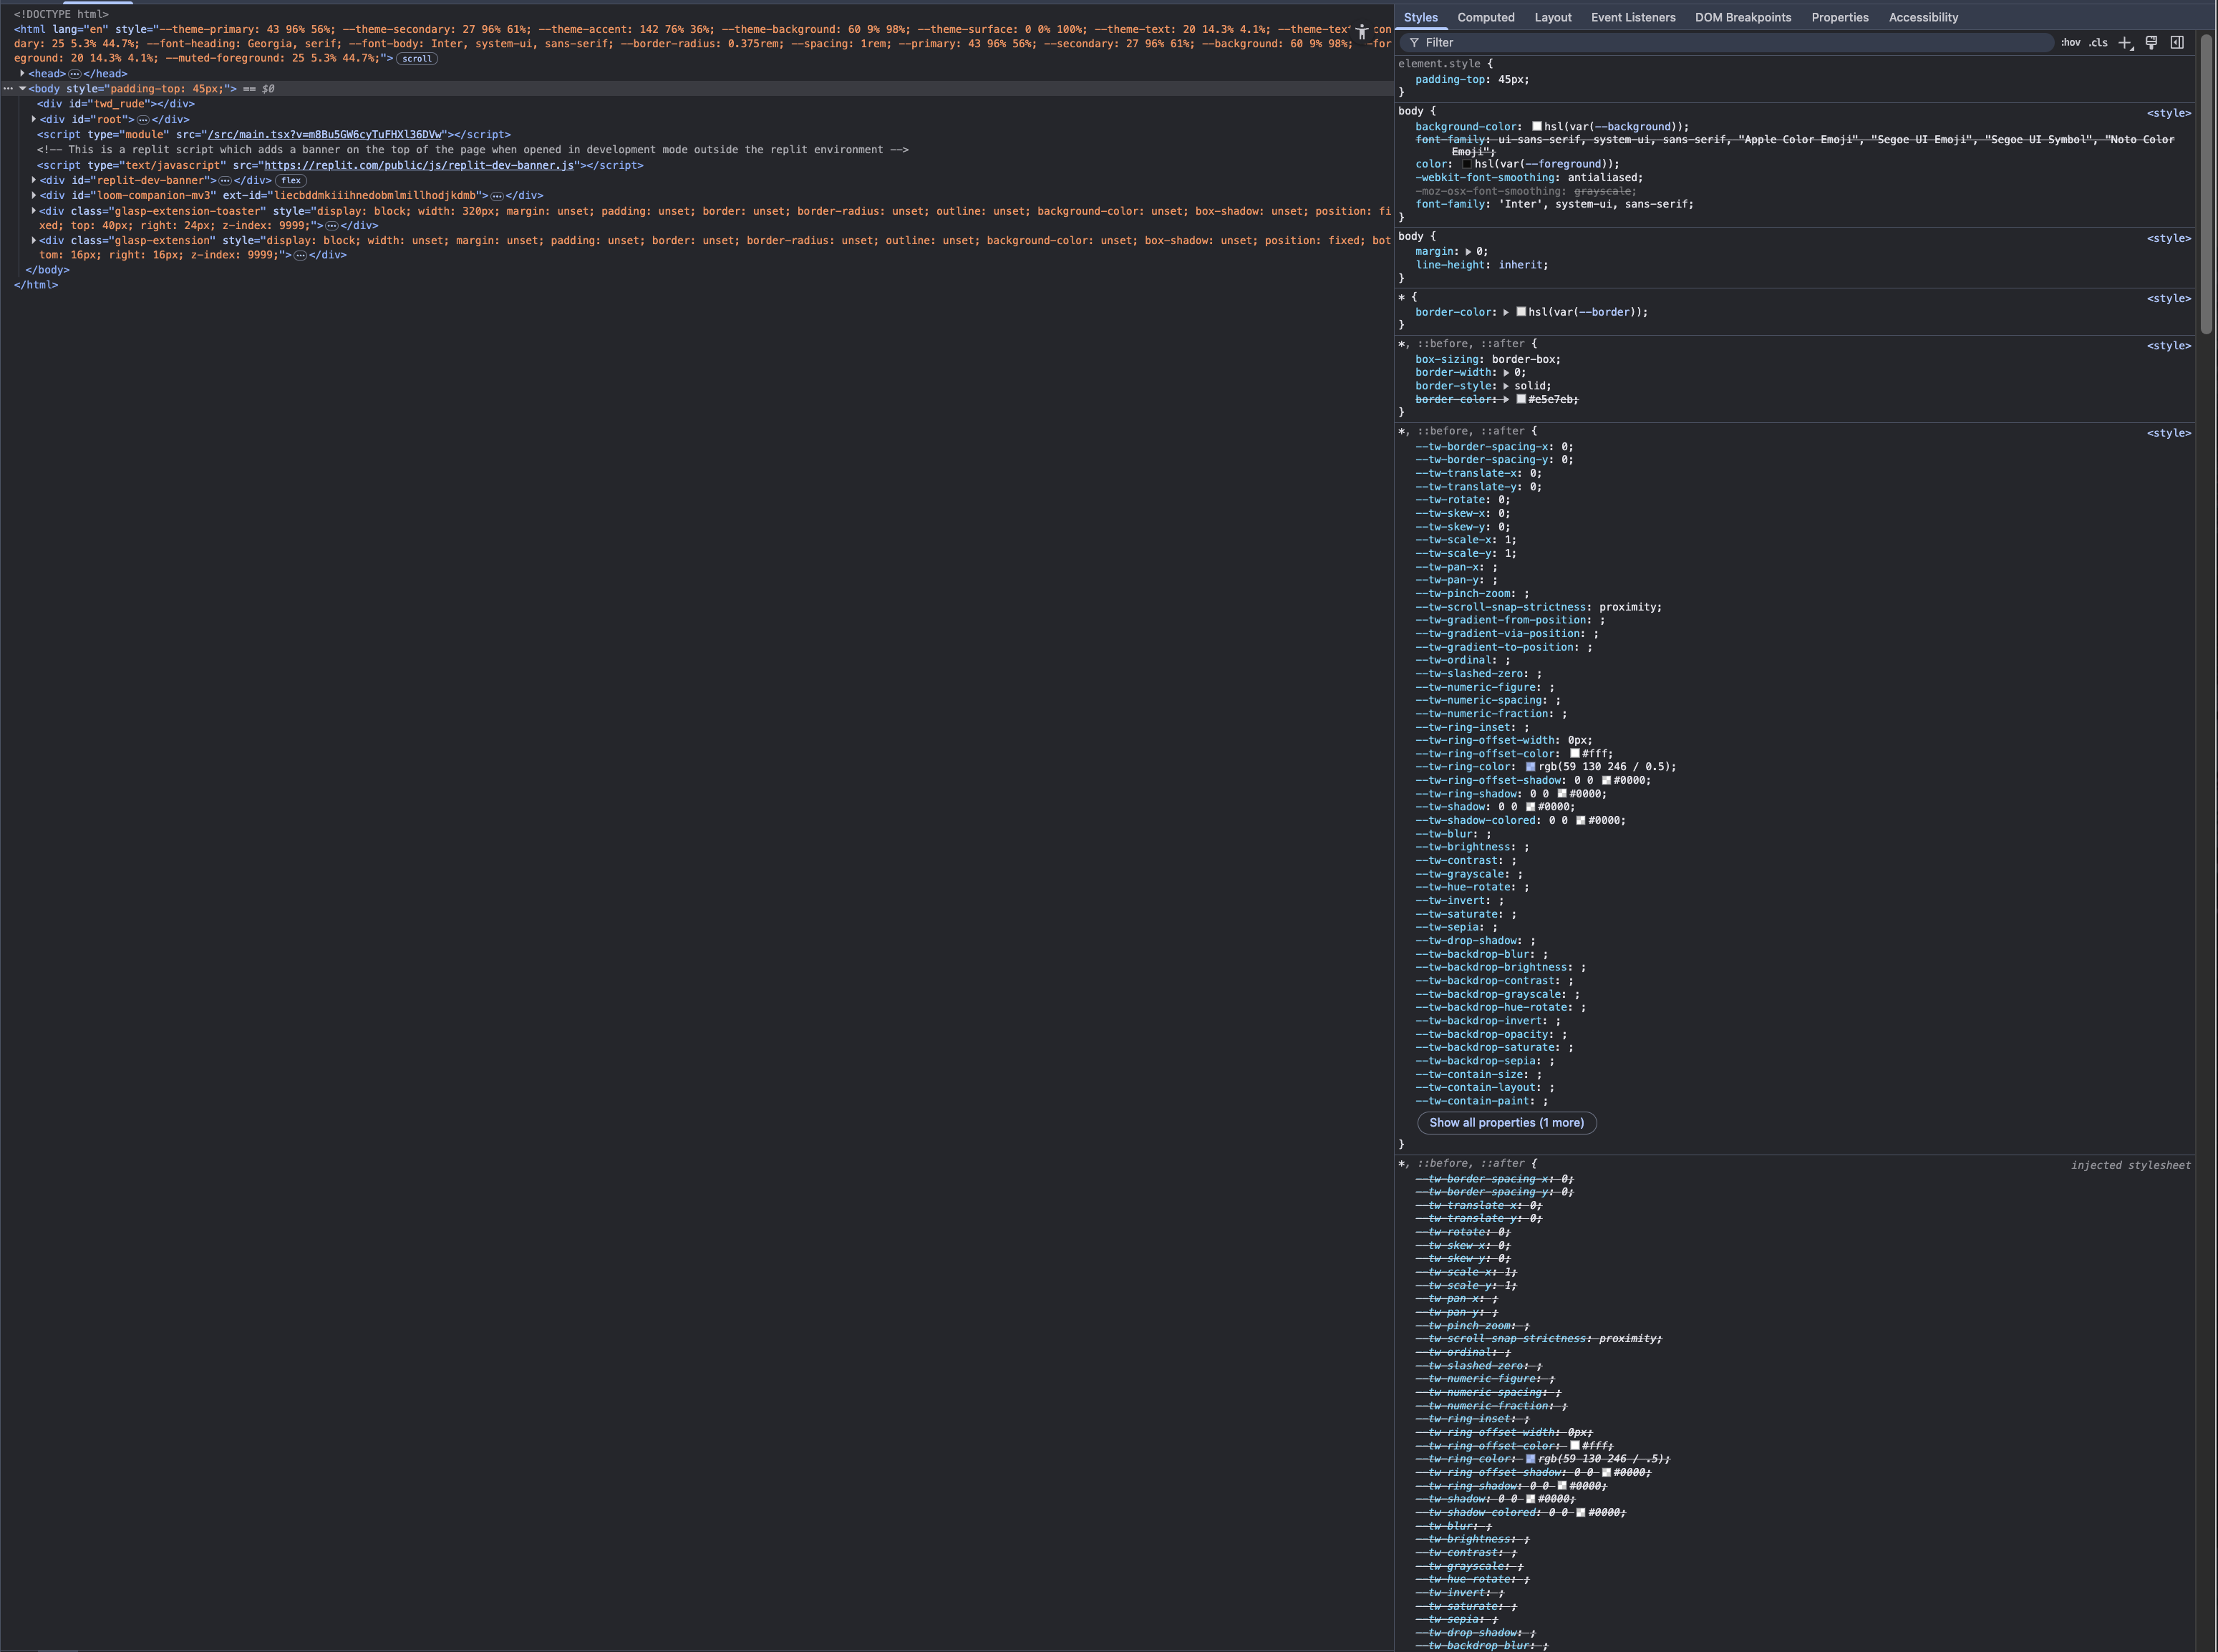 <!DOCTYPE html>
<html lang="en" style="--theme-primary: 43 96% 56%; --theme-secondary: 27 96% 61%; --theme-accent: 142 76% 36%; --theme-background: 60 9% 98%; --theme-surface: 0 0% 100%; --theme-text: 20 14.3% 4.1%; --theme-text con
dary: 25 5.3% 44.7%; --font-heading: Georgia, serif; --font-body: Inter, system-ui, sans-serif; --border-radius: 0.375rem; --spacing: 1rem; --primary: 43 96% 56%; --secondary: 27 96% 61%; --background: 60 9% 98%; -for
eground: 20 14.3% 4.1%; --muted-foreground: 25 5.3% 44.7%;"> scroll
<head> </head>
<body style="padding-top: 45px;"> == $0
<div id="twd_rude"></div>
<div id="root"> </div>
<script type="module" src="/src/main.tsx?v=m8Bu5GW6cyTuFHXl36DVw"></script>
<!-- This is a replit script which adds a banner on the top of the page when opened in development mode outside the replit environment -->
<script type="text/javascript" src="https://replit.com/public/js/replit-dev-banner.js"></script>
<div id="replit-dev-banner"> </div> flex
<div id="loom-companion-mv3" ext-id="liecbddmkiiihnedobmlmillhodjkdmb"> </div>
<div class="glasp-extension-toaster" style="display: block; width: 320px; margin: unset; padding: unset; border: unset; border-radius: unset; outline: unset; background-color: unset; box-shadow: unset; position: fi
xed; top: 40px; right: 24px; z-index: 9999;"> </div>
<div class="glasp-extension" style="display: block; width: unset; margin: unset; padding: unset; border: unset; border-radius: unset; outline: unset; background-color: unset; box-shadow: unset; position: fixed; bot
tom: 16px; right: 16px; z-index: 9999;"> </div>
</body>
</html>
Styles Computed Layout Event Listeners DOM Breakpoints Properties Accessibility
Filter :hov .cls
element.style {
padding-top: 45px;
}
body { <style>
background-color: hsl(var(--background));
font-family: ui-sans-serif, system-ui, sans-serif, "Apple Color Emoji", "Segoe UI Emoji", "Segoe UI Symbol", "Noto Color
Emoji";
color: hsl(var(--foreground));
-webkit-font-smoothing: antialiased;
-moz-osx-font-smoothing: grayscale;
font-family: 'Inter', system-ui, sans-serif;
}
body { <style>
margin: 0;
line-height: inherit;
}
* { <style>
border-color: hsl(var(--border));
}
*, ::before, ::after { <style>
box-sizing: border-box;
border-width: 0;
border-style: solid;
border-color: #e5e7eb;
}
*, ::before, ::after { <style>
--tw-border-spacing-x: 0;
--tw-border-spacing-y: 0;
--tw-translate-x: 0;
--tw-translate-y: 0;
--tw-rotate: 0;
--tw-skew-x: 0;
--tw-skew-y: 0;
--tw-scale-x: 1;
--tw-scale-y: 1;
--tw-pan-x: ;
--tw-pan-y: ;
--tw-pinch-zoom: ;
--tw-scroll-snap-strictness: proximity;
--tw-gradient-from-position: ;
--tw-gradient-via-position: ;
--tw-gradient-to-position: ;
--tw-ordinal: ;
--tw-slashed-zero: ;
--tw-numeric-figure: ;
--tw-numeric-spacing: ;
--tw-numeric-fraction: ;
--tw-ring-inset: ;
--tw-ring-offset-width: 0px;
--tw-ring-offset-color: #fff;
--tw-ring-color: rgb(59 130 246 / 0.5);
--tw-ring-offset-shadow: 0 0 #0000;
--tw-ring-shadow: 0 0 #0000;
--tw-shadow: 0 0 #0000;
--tw-shadow-colored: 0 0 #0000;
--tw-blur: ;
--tw-brightness: ;
--tw-contrast: ;
--tw-grayscale: ;
--tw-hue-rotate: ;
--tw-invert: ;
--tw-saturate: ;
--tw-sepia: ;
--tw-drop-shadow: ;
--tw-backdrop-blur: ;
--tw-backdrop-brightness: ;
--tw-backdrop-contrast: ;
--tw-backdrop-grayscale: ;
--tw-backdrop-hue-rotate: ;
--tw-backdrop-invert: ;
--tw-backdrop-opacity: ;
--tw-backdrop-saturate: ;
--tw-backdrop-sepia: ;
--tw-contain-size: ;
--tw-contain-layout: ;
--tw-contain-paint: ;
Show all properties (1 more)
}
*, ::before, ::after { injected stylesheet
--tw-border-spacing-x: 0;
--tw-border-spacing-y: 0;
--tw-translate-x: 0;
--tw-translate-y: 0;
--tw-rotate: 0;
--tw-skew-x: 0;
--tw-skew-y: 0;
--tw-scale-x: 1;
--tw-scale-y: 1;
--tw-pan-x: ;
--tw-pan-y: ;
--tw-pinch-zoom: ;
--tw-scroll-snap-strictness: proximity;
--tw-ordinal: ;
--tw-slashed-zero: ;
--tw-numeric-figure: ;
--tw-numeric-spacing: ;
--tw-numeric-fraction: ;
--tw-ring-inset: ;
--tw-ring-offset-width: 0px;
--tw-ring-offset-color: #fff;
--tw-ring-color: rgb(59 130 246 / .5);
--tw-ring-offset-shadow: 0 0 #0000;
--tw-ring-shadow: 0 0 #0000;
--tw-shadow: 0 0 #0000;
--tw-shadow-colored: 0 0 #0000;
--tw-blur: ;
--tw-brightness: ;
--tw-contrast: ;
--tw-grayscale: ;
--tw-hue-rotate: ;
--tw-invert: ;
--tw-saturate: ;
--tw-sepia: ;
--tw-drop-shadow: ;
--tw-backdrop-blur: ;